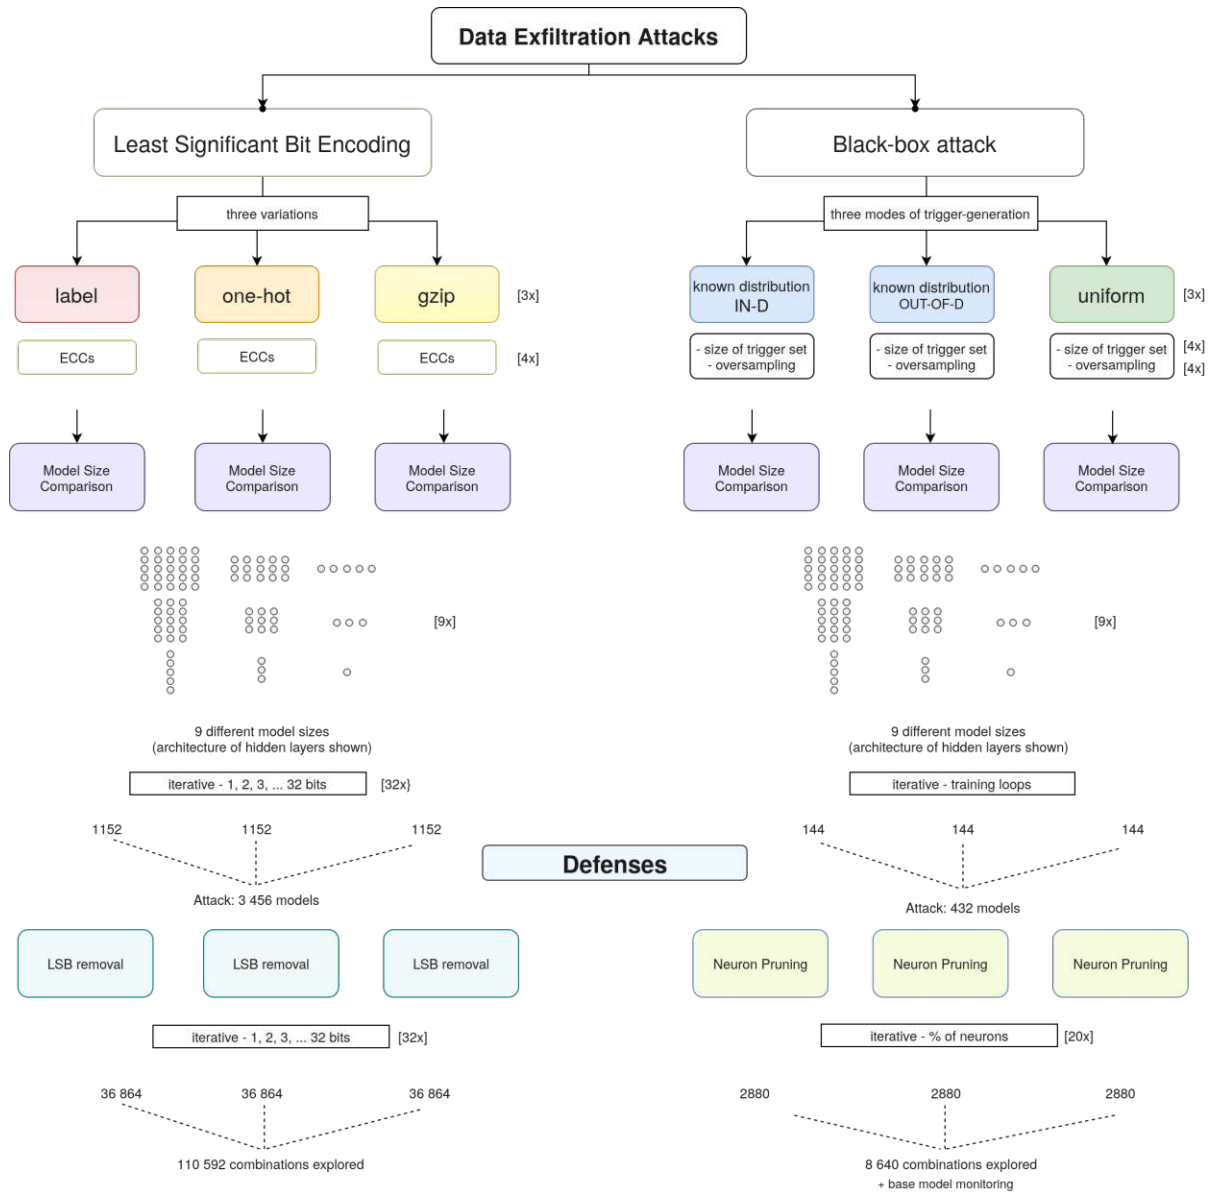 Data Exfiltration Attacks
Least Significant Bit Encoding
Black-box attack
three variations
three modes of trigger-generation
label
one-hot
gzip
[3x]
known distribution
IN-D
known distribution
OUT-OF-D
uniform
[3x]
ECCs
ECCs
ECCs
[4x]
- size of trigger set
- oversampling
- size of trigger set
- oversampling
- size of trigger set
- oversampling
[4x]
[4x]
Model Size
Comparison
Model Size
Comparison
Model Size
Comparison
Model Size
Comparison
Model Size
Comparison
Model Size
Comparison
[9x]
[9x]
9 different model sizes
(architecture of hidden layers shown)
9 different model sizes
(architecture of hidden layers shown)
iterative - 1, 2, 3, ... 32 bits
[32x}
iterative - training loops
1152
1152
1152
144
144
144
Defenses
Attack: 3 456 models
Attack: 432 models
LSB removal
LSB removal
LSB removal
Neuron Pruning
Neuron Pruning
Neuron Pruning
iterative - 1, 2, 3, ... 32 bits
[32x]
iterative - % of neurons
[20x]
36 864
36 864
36 864
2880
2880
2880
110 592 combinations explored
8 640 combinations explored
+ base model monitoring